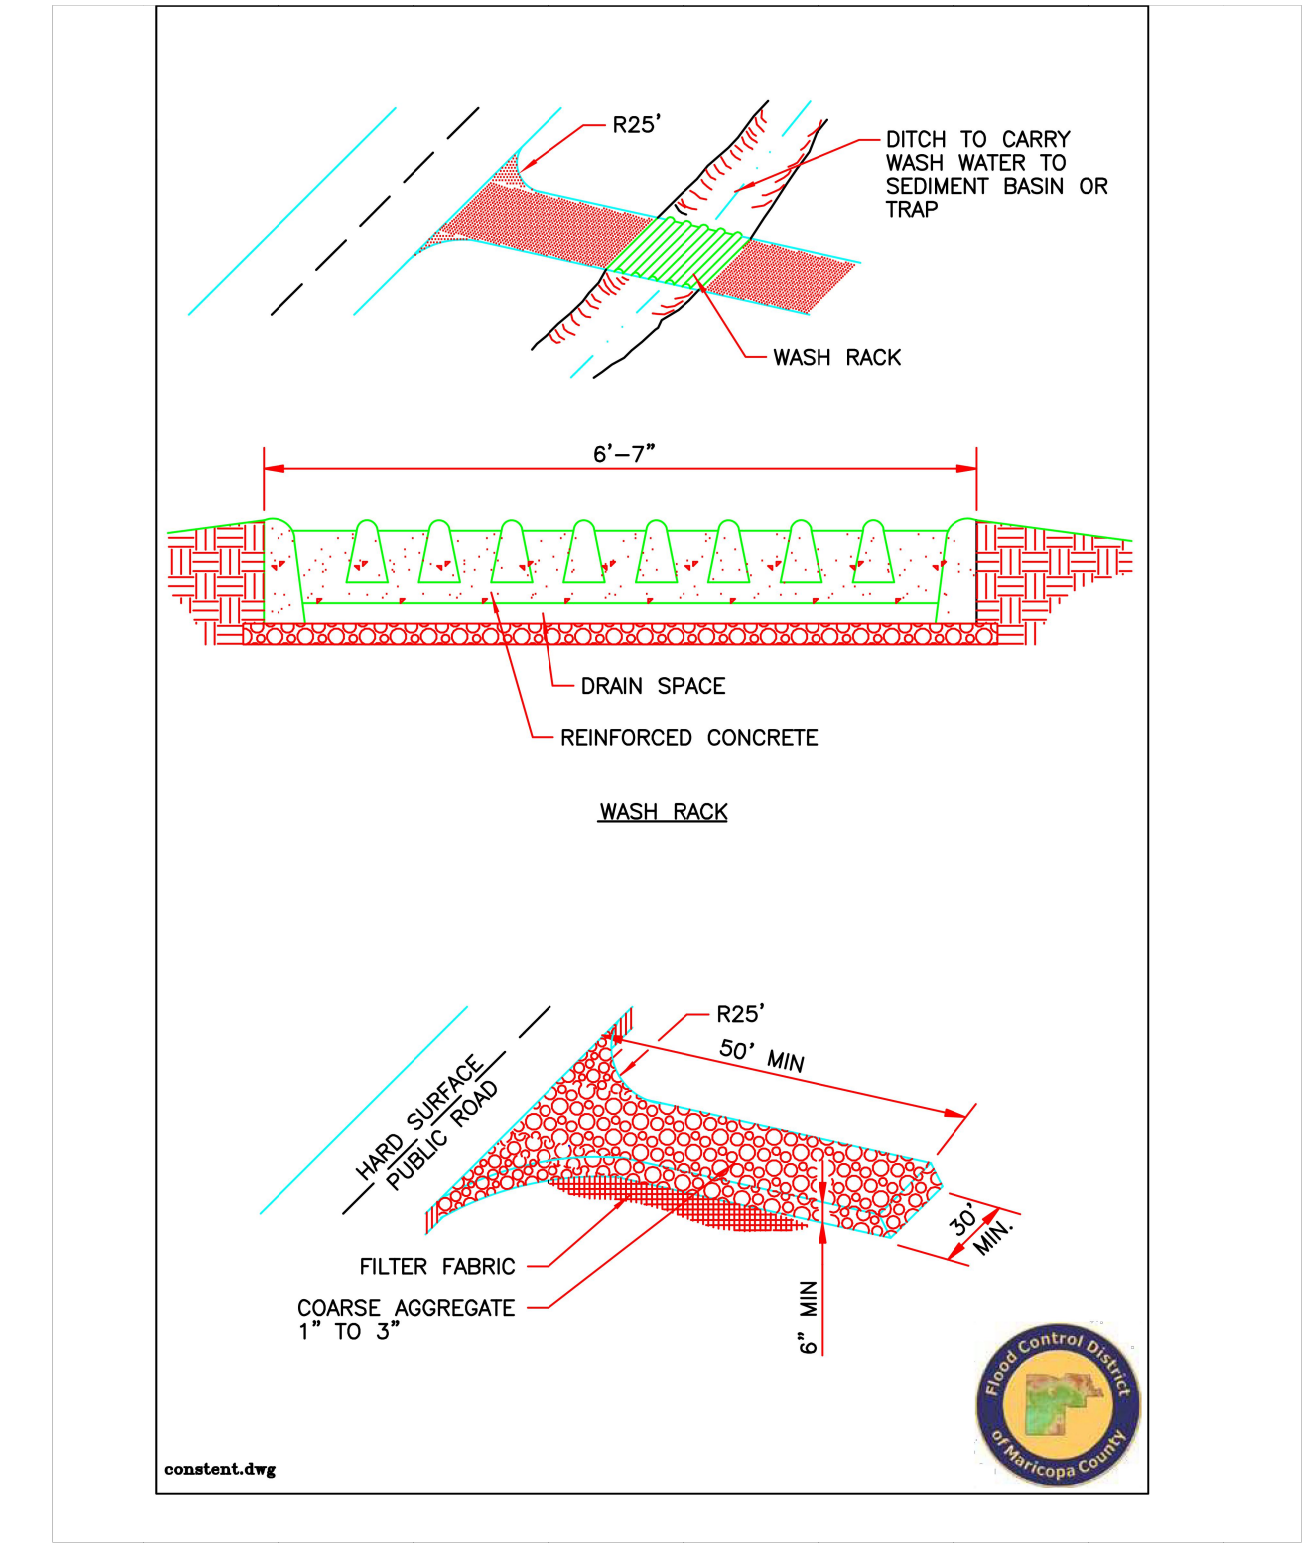 R25'
DITCH TO CARRY
WASH WATER TO
SEDIMENT BASIN OR
TRAP
WASH RACK
6'-7"
DRAIN SPACE
REINFORCED CONCRETE
WASH RACK
R25'
50' MIN
HARD SURFACE
PUBLIC ROAD
30'
MIN.
FILTER FABRIC
COARSE AGGREGATE
1" TO 3"
6" MIN
Flood Control District
of Maricopa County
constent.dwg